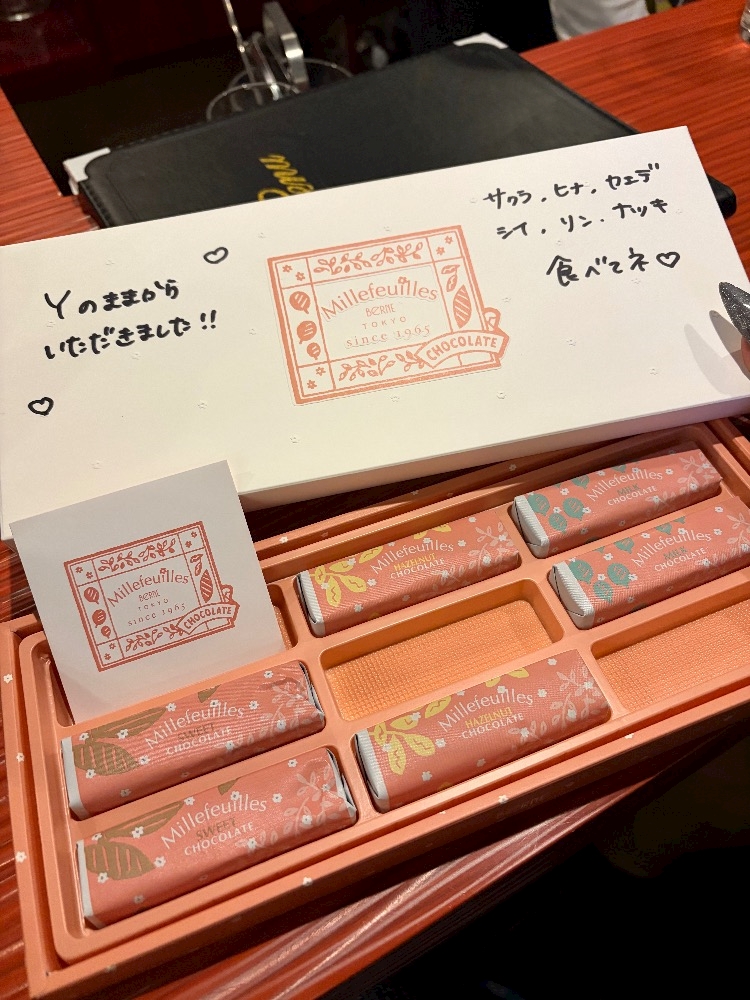 サクラ、ヒナ、カエデ
シイ、リン、ナツキ
食べてネ♡
Yのままから
いただきました!!
Millefeuilles
BERNE
TOKYO
since 1965
CHOCOLATE
Millefeuilles
BERNE
TOKYO
since 1965
CHOCOLATE
Millefeuilles
MILK
CHOCOLATE
Millefeuilles
HAZELNUT
CHOCOLATE
Millefeuilles
MILK
CHOCOLATE
Millefeuilles
SWEET
CHOCOLATE
Millefeuilles
HAZELNUT
CHOCOLATE
Millefeuilles
SWEET
CHOCOLATE